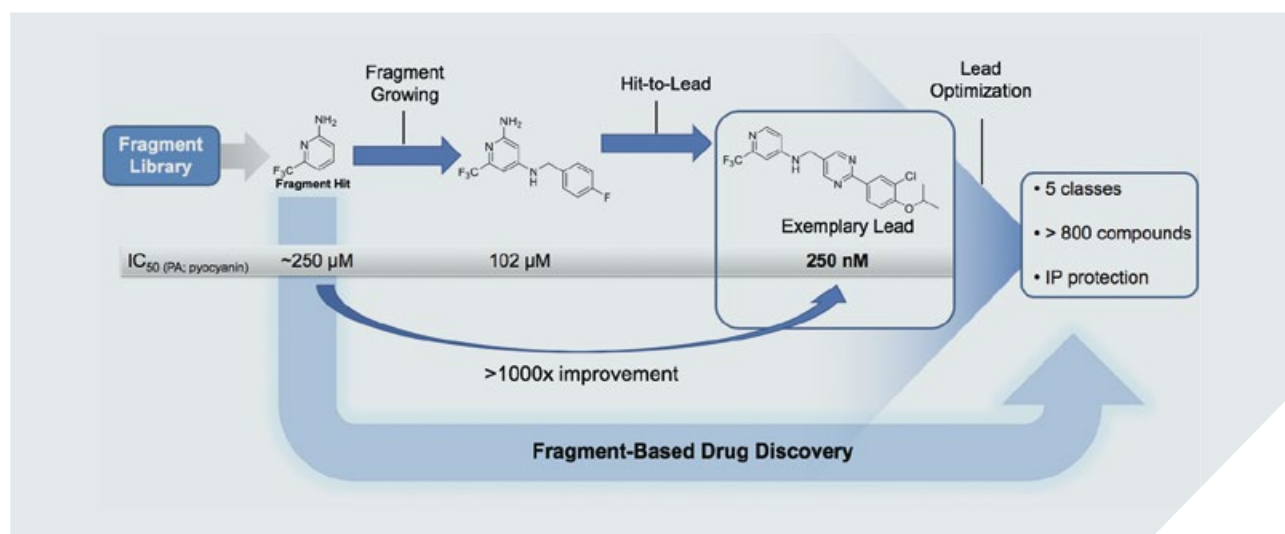 Fragment
Growing
Hit-to-Lead
Lead
Optimization
Fragment
Library
NH₂
N
F₃C
Fragment Hit
NH₂
N
F₃C
N
H
F
N
F₃C
N
H
N
N
Cl
O
Exemplary Lead
• 5 classes
• > 800 compounds
• IP protection
IC₅₀ (PA; pyocyanin)
~250 µM
102 µM
250 nM
>1000x improvement
Fragment-Based Drug Discovery